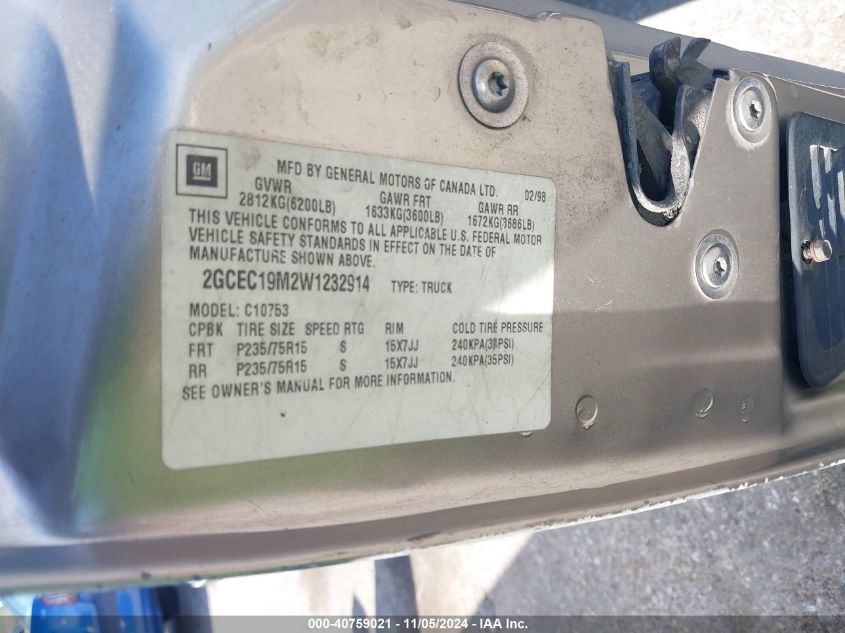 GM
MFD BY GENERAL MOTORS OF CANADA LTD. 02/98
GVWR GAWR FRT GAWR RR
2812KG(6200LB) 1633KG(3600LB) 1672KG(3686LB)
THIS VEHICLE CONFORMS TO ALL APPLICABLE U.S. FEDERAL MOTOR
VEHICLE SAFETY STANDARDS IN EFFECT ON THE DATE OF
MANUFACTURE SHOWN ABOVE.
2GCEC19M2W1232914 TYPE: TRUCK
MODEL: C10753
CPBK TIRE SIZE SPEED RTG RIM COLD TIRE PRESSURE
FRT P235/75R15 S 15X7JJ 240KPA(35PSI)
RR P235/75R15 S 15X7JJ 240KPA(35PSI)
SEE OWNER'S MANUAL FOR MORE INFORMATION.
000-40759021 - 11/05/2024 - IAA Inc.